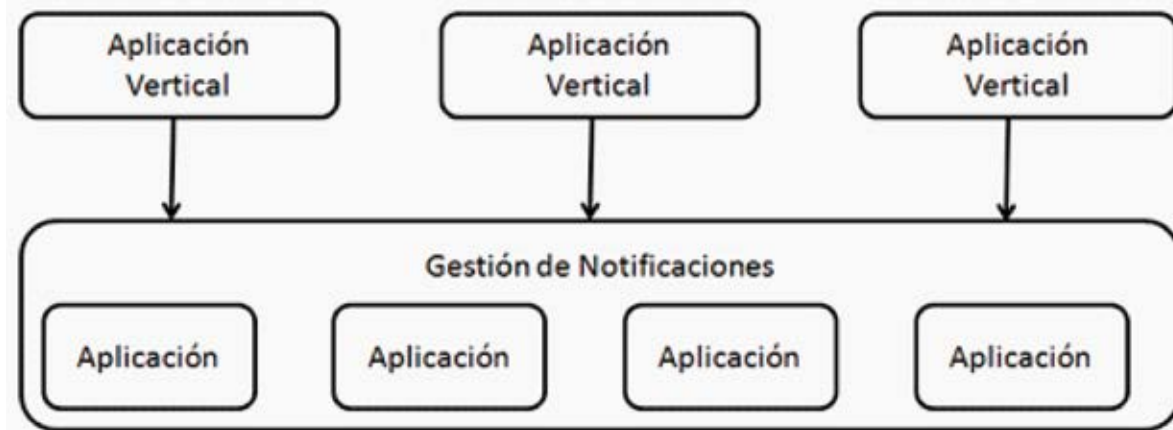 Aplicación
Vertical
Aplicación
Vertical
Aplicación
Vertical
Gestión de Notificaciones
Aplicación
Aplicación
Aplicación
Aplicación